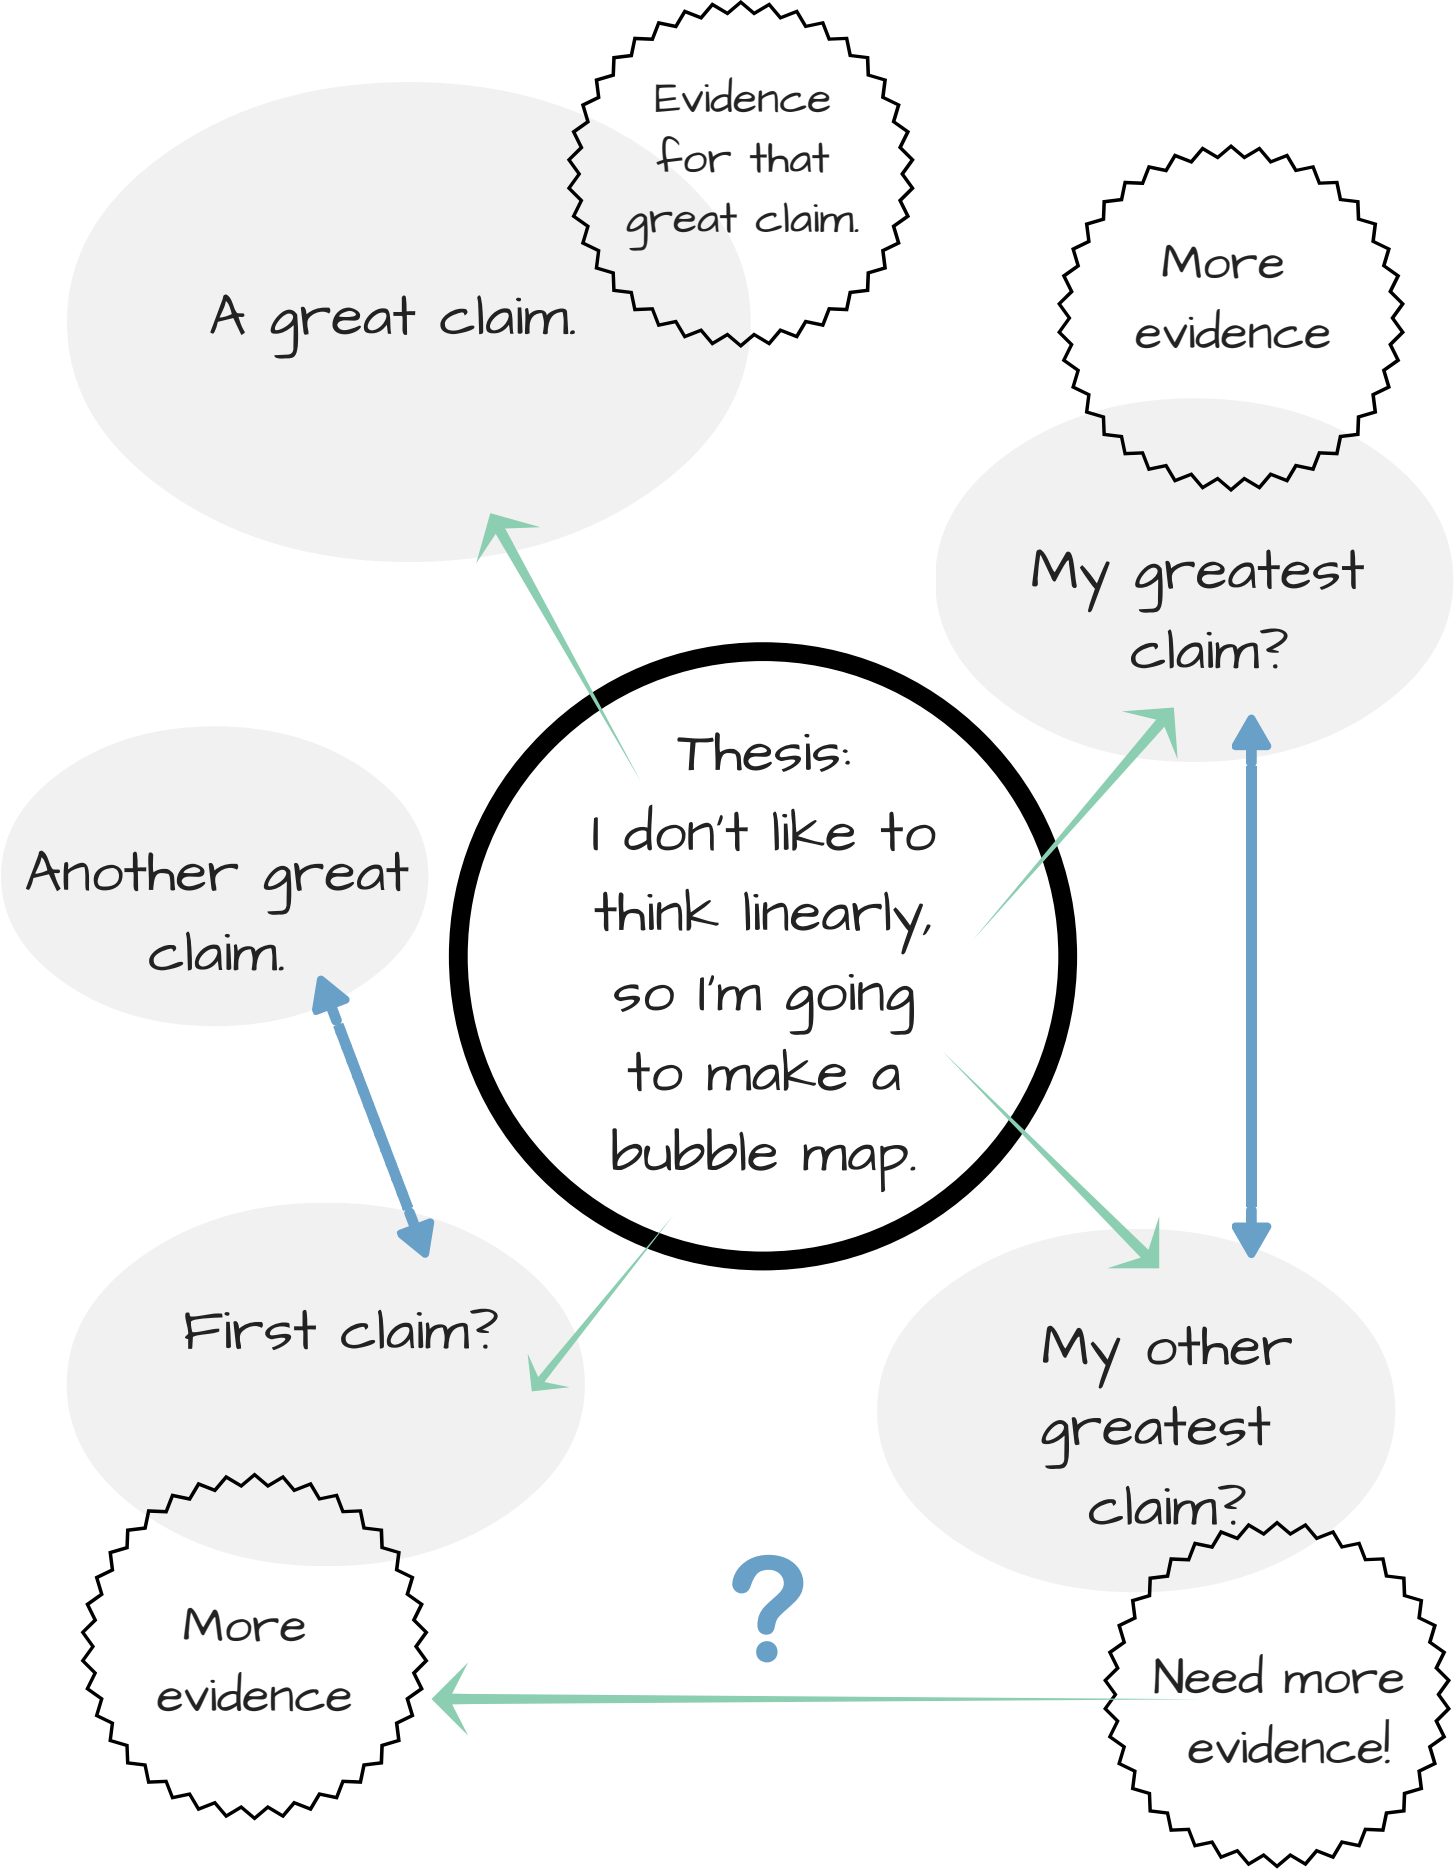 Evidence
for that
great claim.
A great claim.
More
evidence
My greatest
claim?
Thesis:
I don't like to
think linearly,
so I'm going
to make a
bubble map.
Another great
claim.
First claim?
My other
greatest
claim?
?
More
evidence
Need more
evidence!